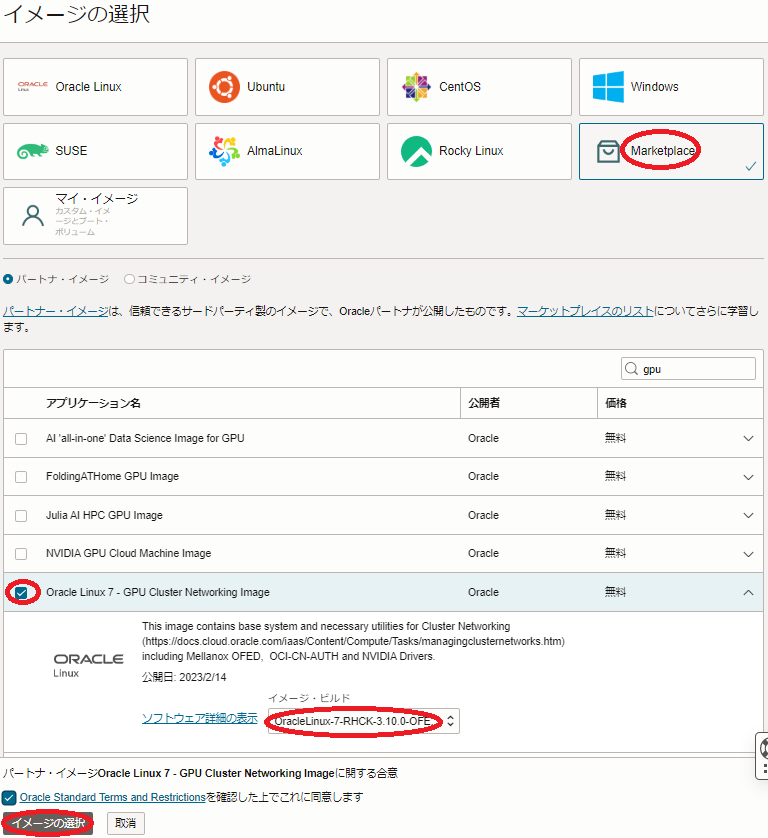 イメージの選択
ORACLE Linux
Oracle Linux
Ubuntu
CentOS
Windows
SUSE
AlmaLinux
Rocky Linux
Marketplace
マイ・イメージ
カスタム・イメ
ージとブート・
ボリューム
パートナ・イメージ
コミュニティ・イメージ
パートナー・イメージは、信頼できるサードパーティ製のイメージで、Oracleパートナが公開したものです。マーケットプレイスのリストについてさらに学習し
ます。
gpu
アプリケーション名 公開者 価格
AI 'all-in-one' Data Science Image for GPU Oracle 無料
FoldingATHome GPU Image Oracle 無料
Julia AI HPC GPU Image Oracle 無料
NVIDIA GPU Cloud Machine Image Oracle 無料
Oracle Linux 7 - GPU Cluster Networking Image Oracle 無料
ORACLE
Linux
This image contains base system and necessary utilities for Cluster Networking
(https://docs.cloud.oracle.com/iaas/Content/Compute/Tasks/managingclusternetworks.htm)
including Mellanox OFED, OCI-CN-AUTH and NVIDIA Drivers.
公開日: 2023/2/14
イメージ・ビルド
ソフトウェア詳細の表示
OracleLinux-7-RHCK-3.10.0-OFE
パートナ・イメージOracle Linux 7 - GPU Cluster Networking Imageに関する合意
Oracle Standard Terms and Restrictionsを確認した上でこれに同意します
イメージの選択
取消